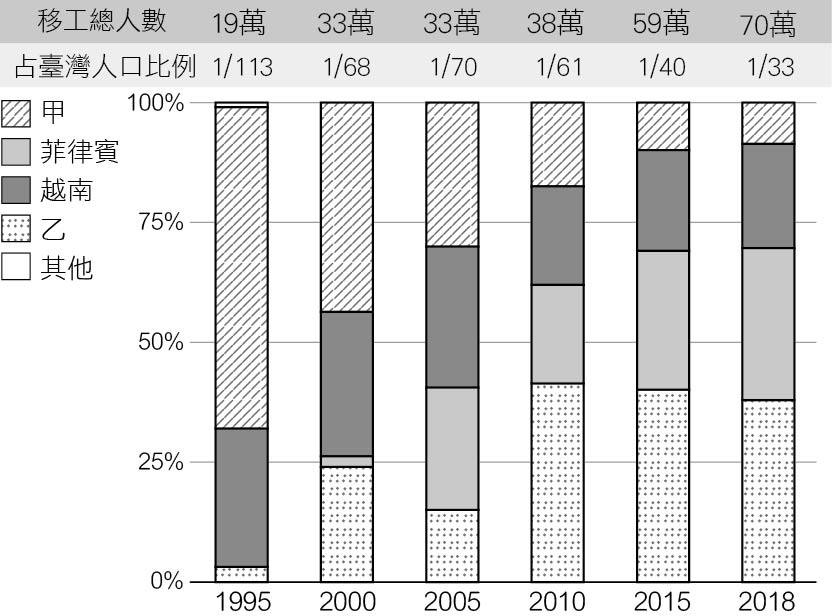 移工總人數 19萬 33萬 33萬 38萬 59萬 70萬
占臺灣人口比例 1/113 1/68 1/70 1/61 1/40 1/33
甲
菲律賓
越南
乙
其他
100%
75%
50%
25%
0%
1995 2000 2005 2010 2015 2018